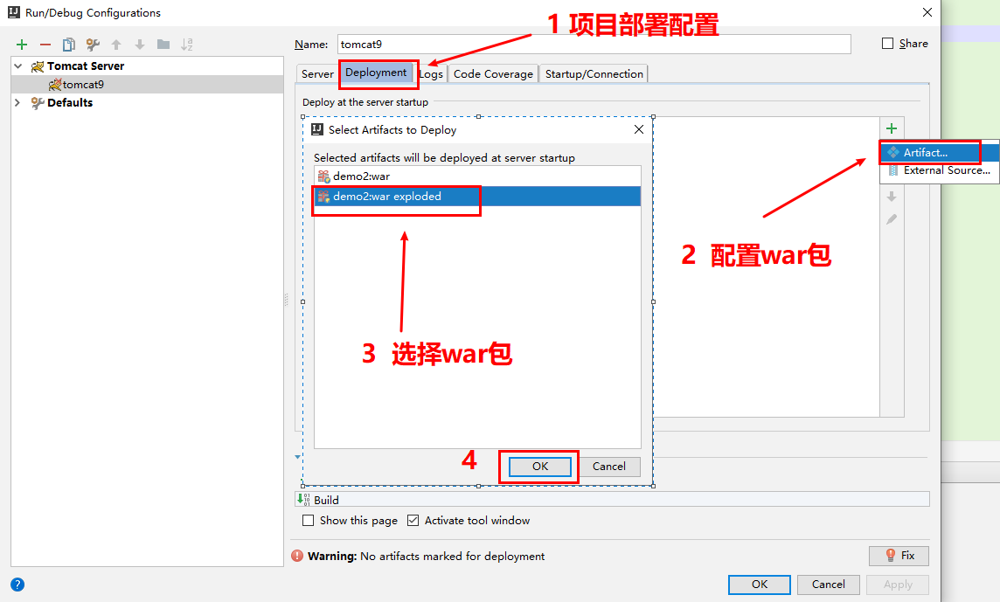 Run/Debug Configurations
1 项目部署配置
Name: tomcat9
Share
Tomcat Server
tomcat9
Defaults
Server
Deployment
Logs
Code Coverage
Startup/Connection
Deploy at the server startup
Select Artifacts to Deploy
Selected artifacts will be deployed at server startup
demo2:war
demo2:war exploded
Artifact...
External Source...
2 配置war包
3 选择war包
4
OK
Cancel
Build
Show this page
Activate tool window
Warning: No artifacts marked for deployment
Fix
?
OK
Cancel
Apply